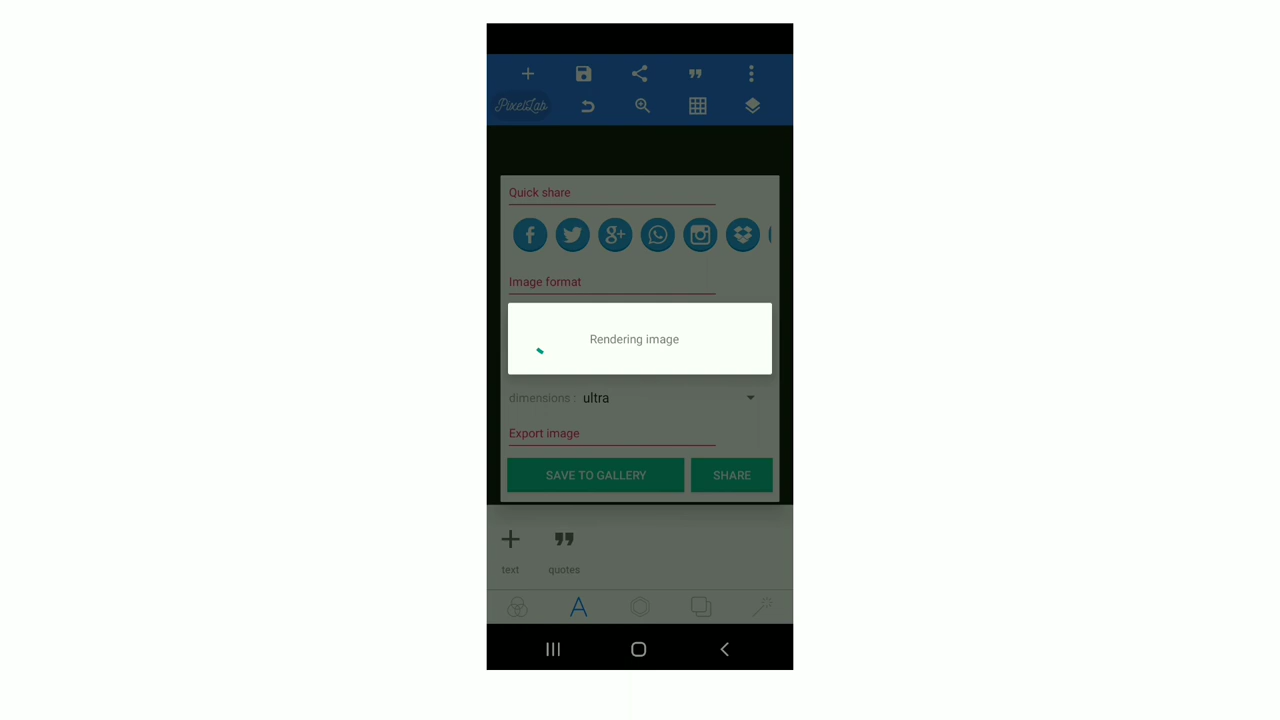 PixelLab
Quick share
Image format
Rendering image
dimensions : ultra
Export image
SAVE TO GALLERY SHARE
text quotes